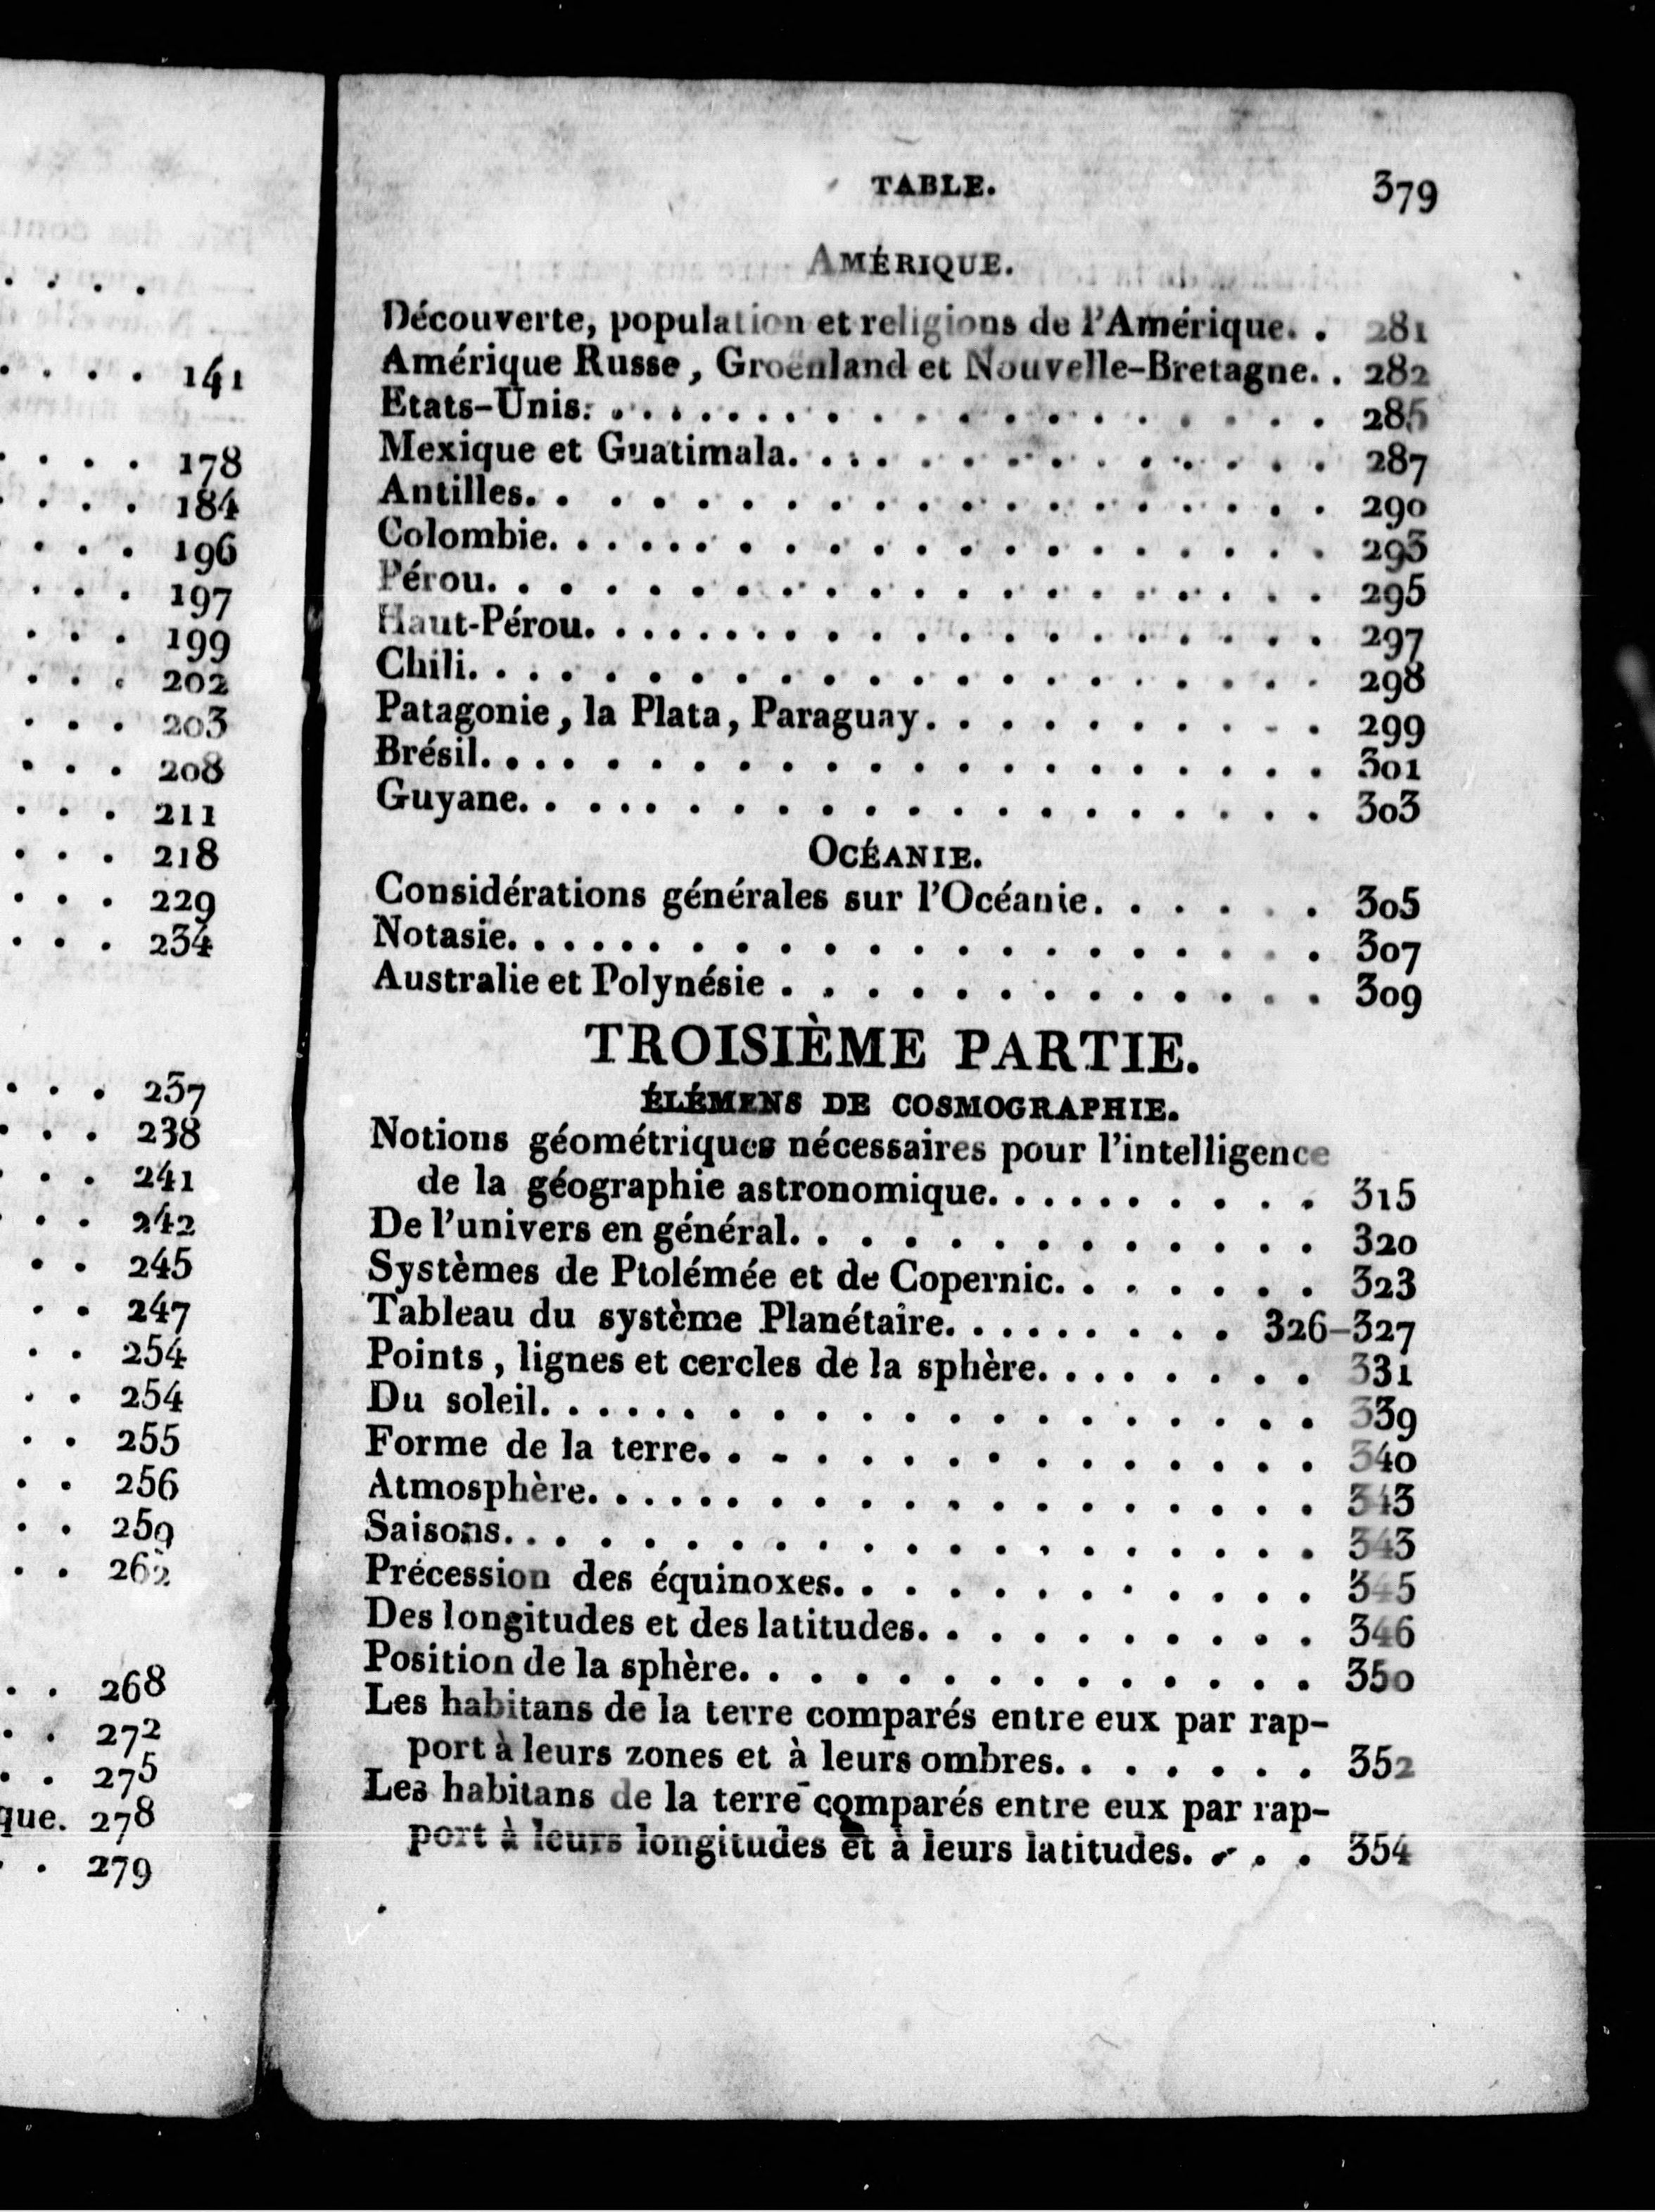 . . . .
. . . . 141
. . . . 178
. . . . 184
. . . 196
. . . 197
. . . 199
. . . 202
. . . 203
. . . 208
. . . 211
. . . 218
. . . 229
. . . 234
. . . 237
. . . 238
. . 241
. . 242
. . 245
. . 247
. . 254
. . 254
. . 255
. . 256
. . 259
. . 262
. . 268
. . 272
. . 275
que. 278
. . 279
TABLE. 379
AMÉRIQUE.
Découverte, population et religions de l'Amérique. . 281
Amérique Russe, Groënland et Nouvelle-Bretagne. . 282
Etats-Unis. . . . . . . . . . . . . . . . . . . 285
Mexique et Guatimala. . . . . . . . . . . . . . 287
Antilles. . . . . . . . . . . . . . . . . . . . 290
Colombie. . . . . . . . . . . . . . . . . . . . 293
Pérou. . . . . . . . . . . . . . . . . . . . . 295
Haut-Pérou. . . . . . . . . . . . . . . . . . . 297
Chili. . . . . . . . . . . . . . . . . . . . . 298
Patagonie, la Plata, Paraguay. . . . . . . . . . 299
Brésil. . . . . . . . . . . . . . . . . . . . . 301
Guyane. . . . . . . . . . . . . . . . . . . . . 303
OCÉANIE.
Considérations générales sur l'Océanie. . . . . . 305
Notasie. . . . . . . . . . . . . . . . . . . . 307
Australie et Polynésie . . . . . . . . . . . . . 309
TROISIÈME PARTIE.
ÉLÉMENS DE COSMOGRAPHIE.
Notions géométriques nécessaires pour l'intelligence
de la géographie astronomique. . . . . . . . . . 315
De l'univers en général. . . . . . . . . . . . . 320
Systèmes de Ptolémée et de Copernic. . . . . . . 323
Tableau du système Planétaire. . . . . . . . . 326-327
Points, lignes et cercles de la sphère. . . . . . . . 331
Du soleil. . . . . . . . . . . . . . . . . . . . 339
Forme de la terre. . . . . . . . . . . . . . . . 340
Atmosphère. . . . . . . . . . . . . . . . . . . 343
Saisons. . . . . . . . . . . . . . . . . . . . . 343
Précession des équinoxes. . . . . . . . . . . . 345
Des longitudes et des latitudes. . . . . . . . . . 346
Position de la sphère. . . . . . . . . . . . . . 350
Les habitans de la terre comparés entre eux par rap-
port à leurs zones et à leurs ombres. . . . . . . 352
Les habitans de la terre comparés entre eux par rap-
port à leurs longitudes et à leurs latitudes. . . . 354